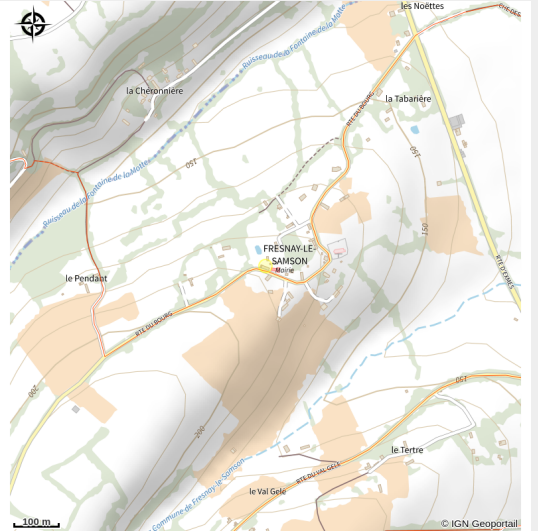 les Noëttes
CHE DES
Ruisseau de la Fontaine de la Motte
la Chéronnière
la Tabarière
RTE DU BOURG
150
150
Ruisseau de la Fontaine de la Motte
150
FRESNAY-LE-
SAMSON
Mairie
RTE D'EXMES
le Pendant
RTE DU BOURG
200
150
200
le Tertre
RTE DU VAL GELÉ
le Val Gelé
Commune de Fresnay-le-Samson
100 m
© IGN Geoportail